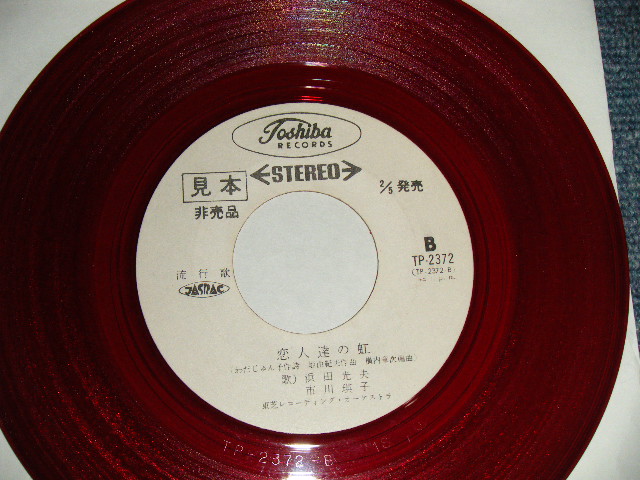 Toshiba
RECORDS
STEREO
見本
非売品
2/5 発売
B
TP-2372
(TP-2372-B)
流行歌
JASRAC
恋人達の虹
歌) 浜田光夫
市川瑛子
東芝レコーディング・オーケストラ
TP-2372-B